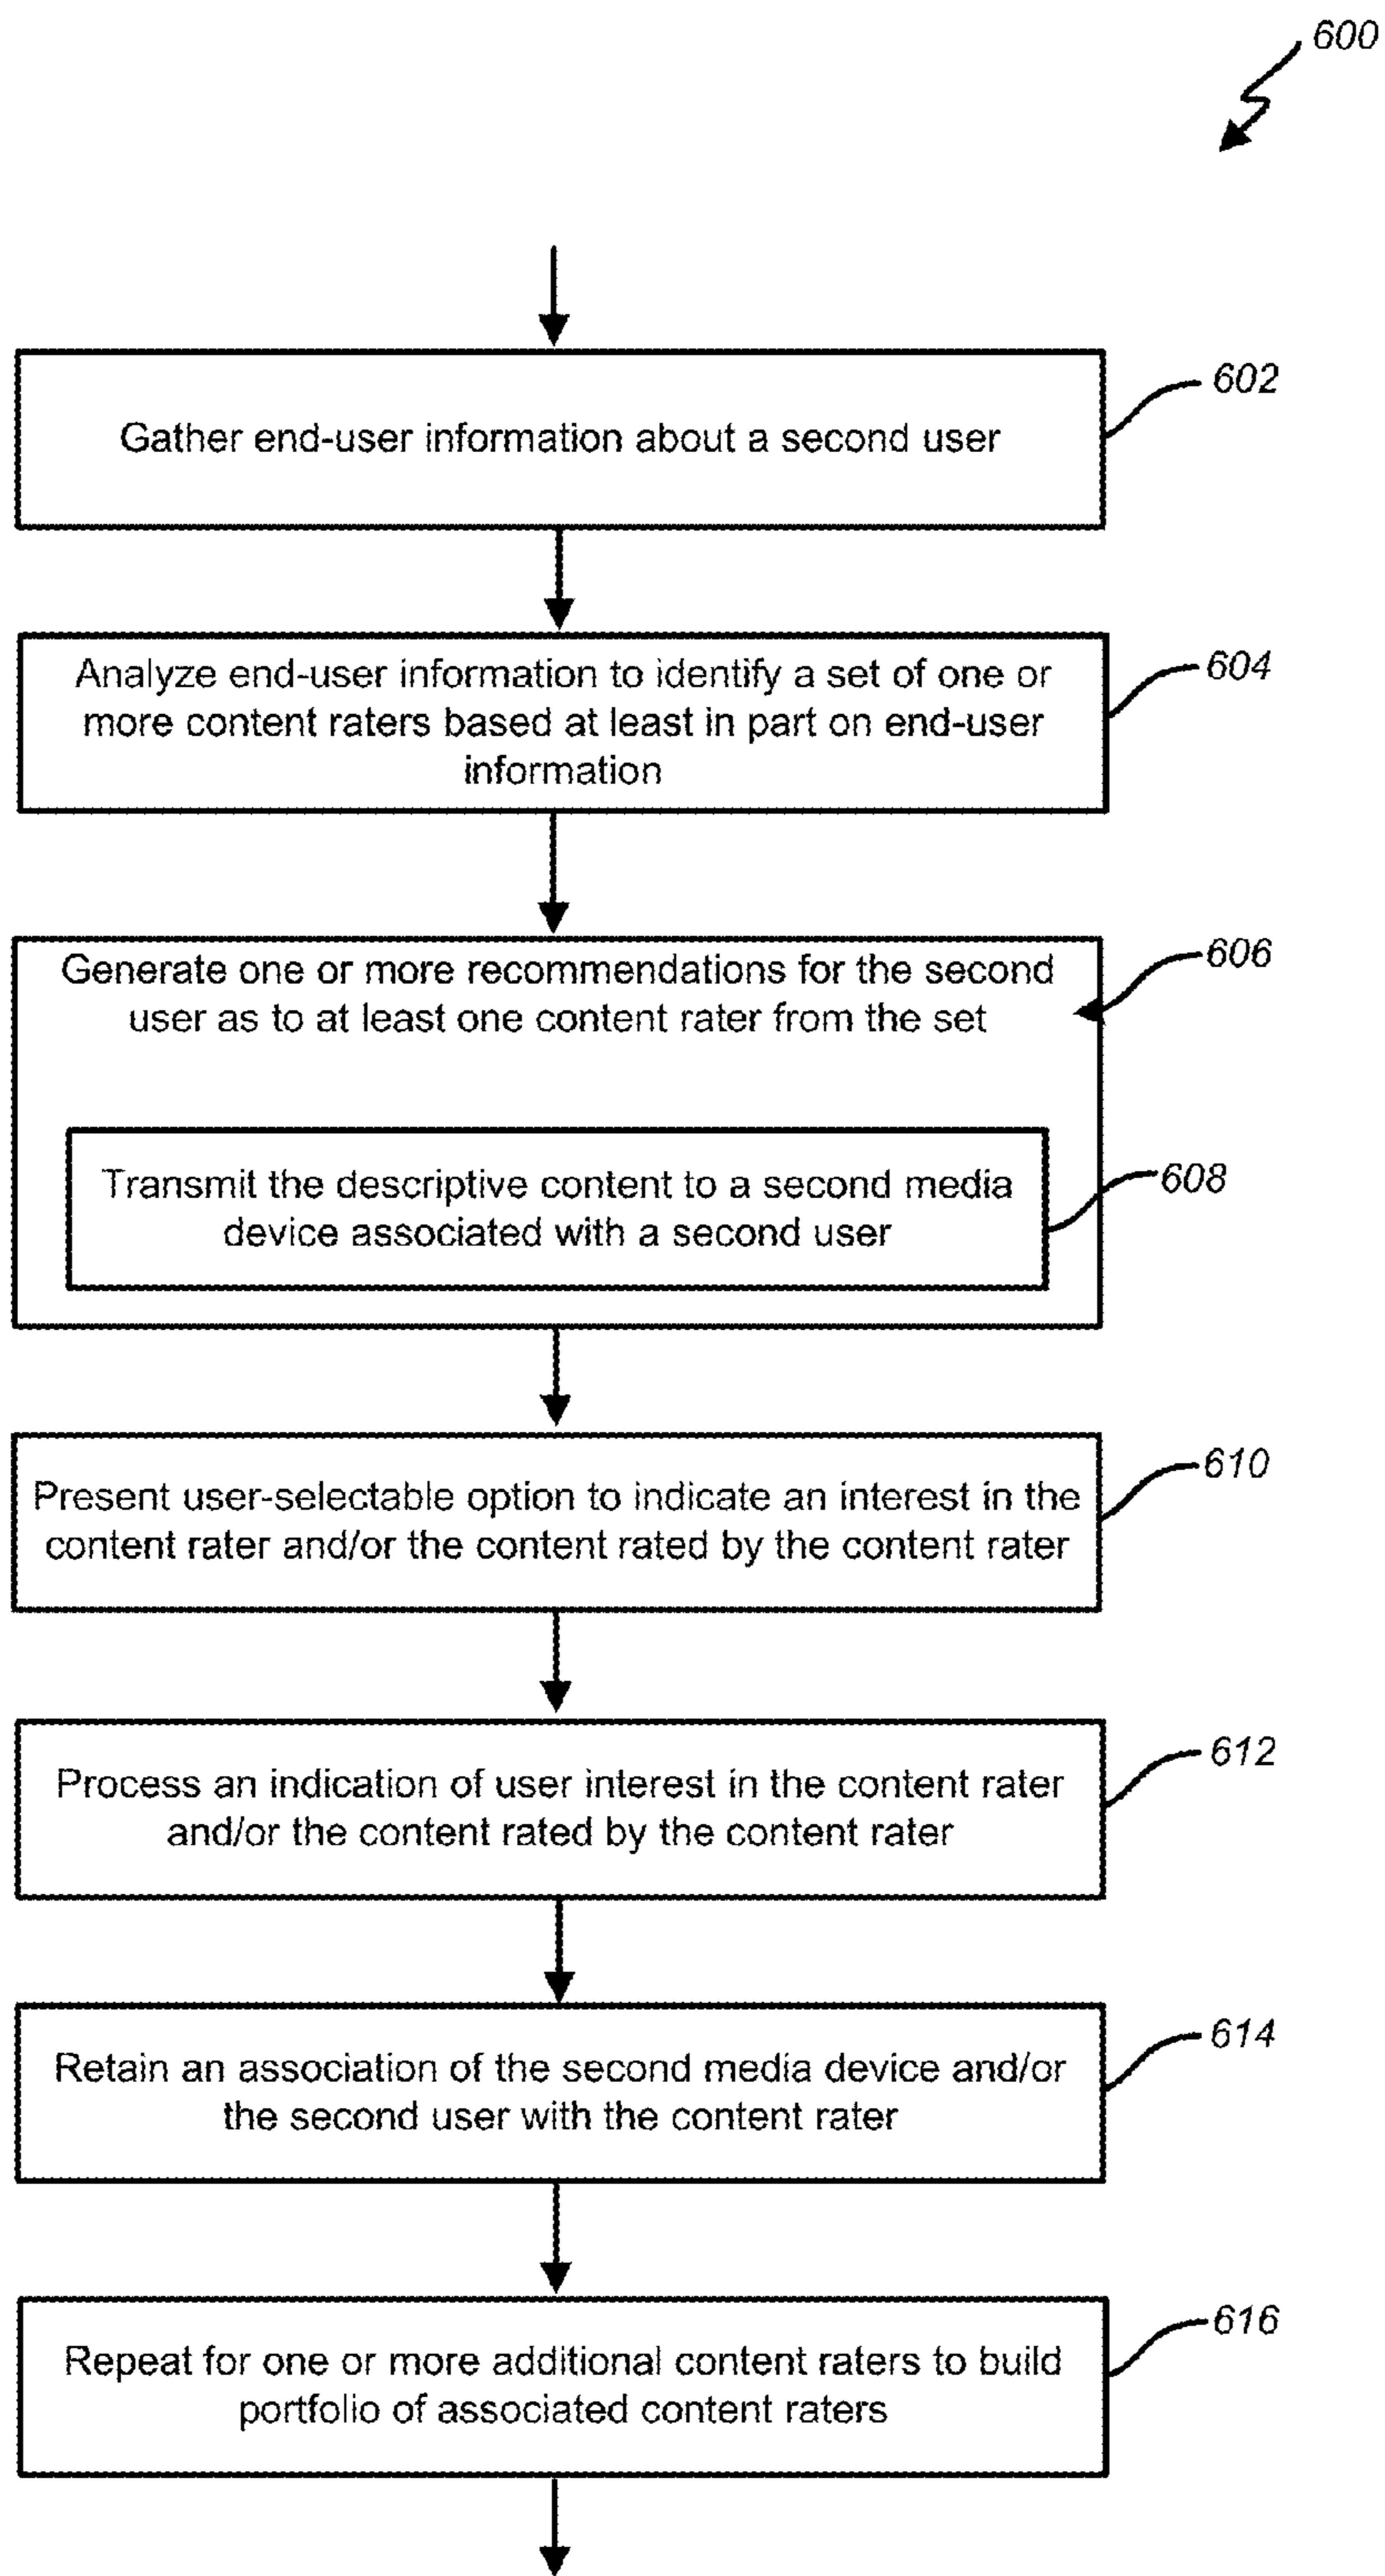 600
602
Gather end-user information about a second user
604
Analyze end-user information to identify a set of one or
more content raters based at least in part on end-user
information
606
Generate one or more recommendations for the second
user as to at least one content rater from the set
608
Transmit the descriptive content to a second media
device associated with a second user
610
Present user-selectable option to indicate an interest in the
content rater and/or the content rated by the content rater
612
Process an indication of user interest in the content rater
and/or the content rated by the content rater
614
Retain an association of the second media device and/or
the second user with the content rater
616
Repeat for one or more additional content raters to build
portfolio of associated content raters